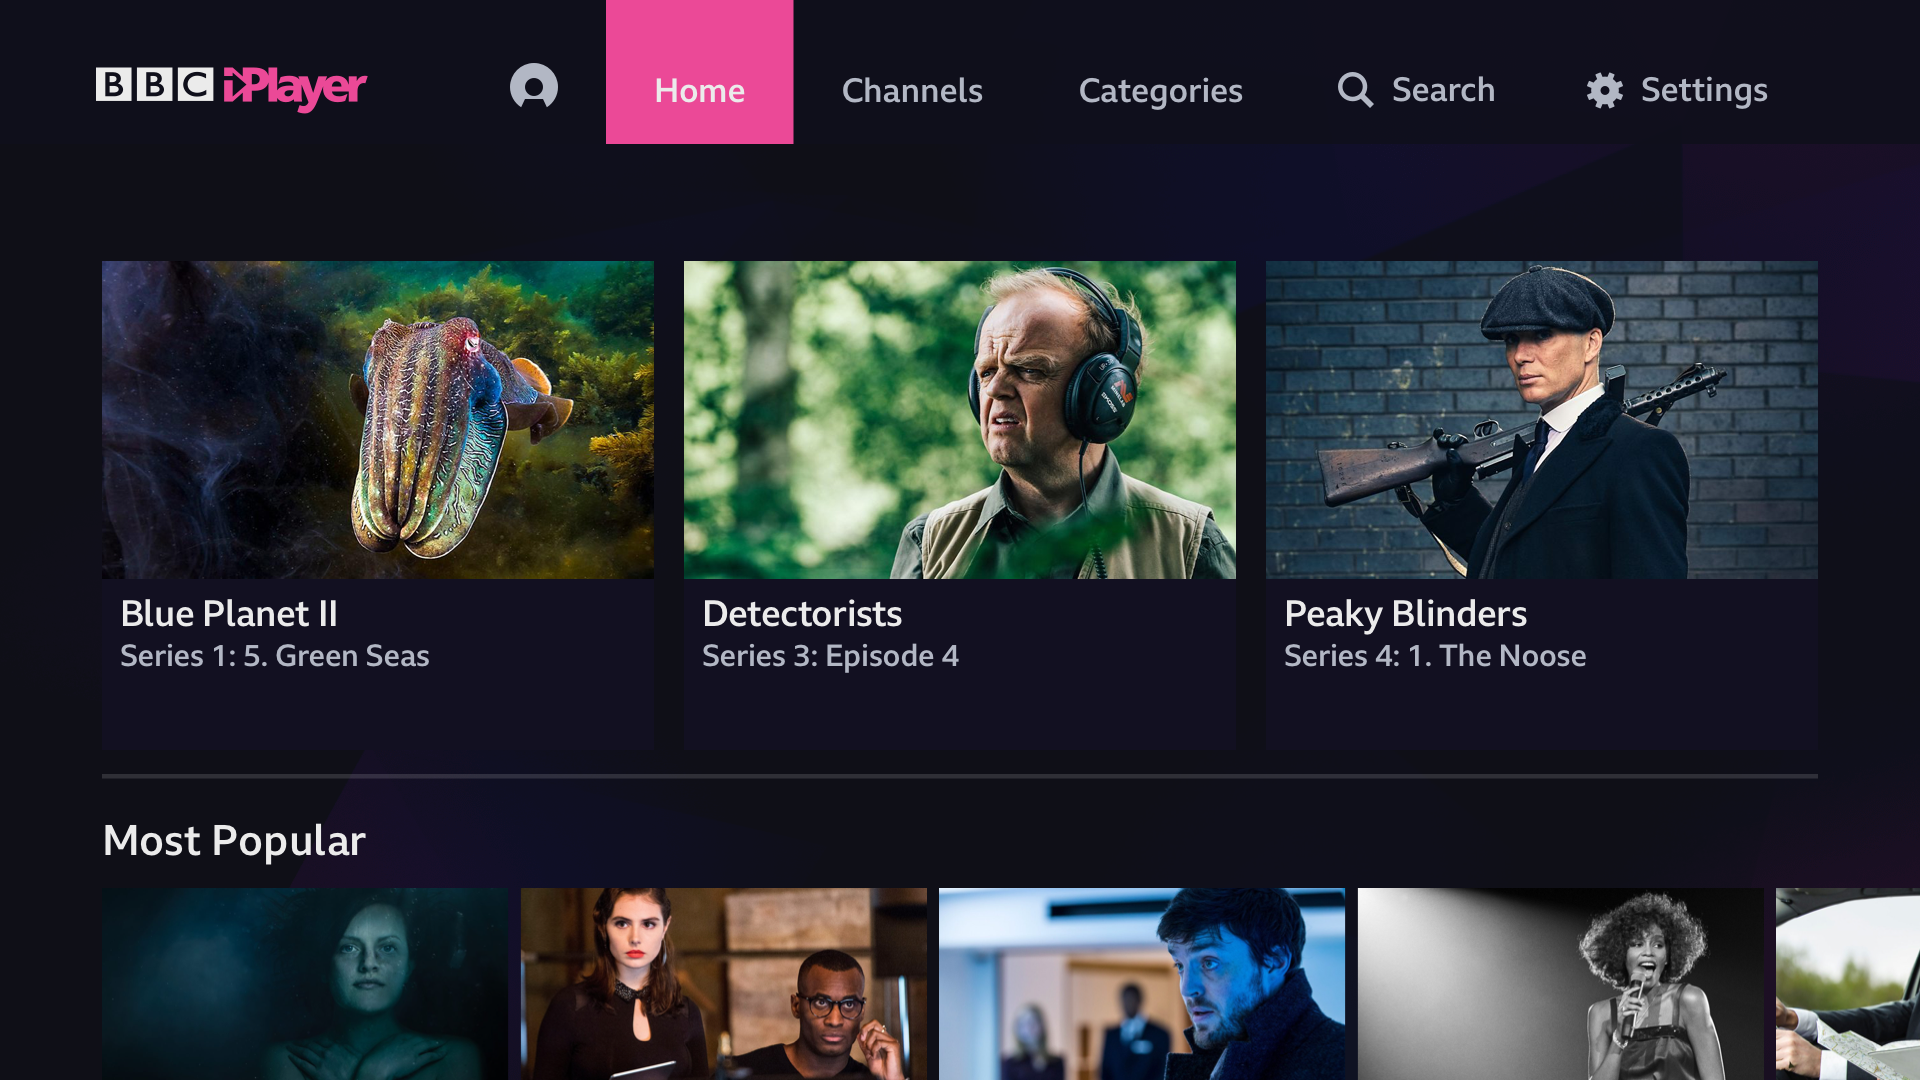 BBC iPlayer
Home
Channels
Categories
Search
Settings
Blue Planet II
Series 1: 5. Green Seas
Detectorists
Series 3: Episode 4
Peaky Blinders
Series 4: 1. The Noose
Most Popular